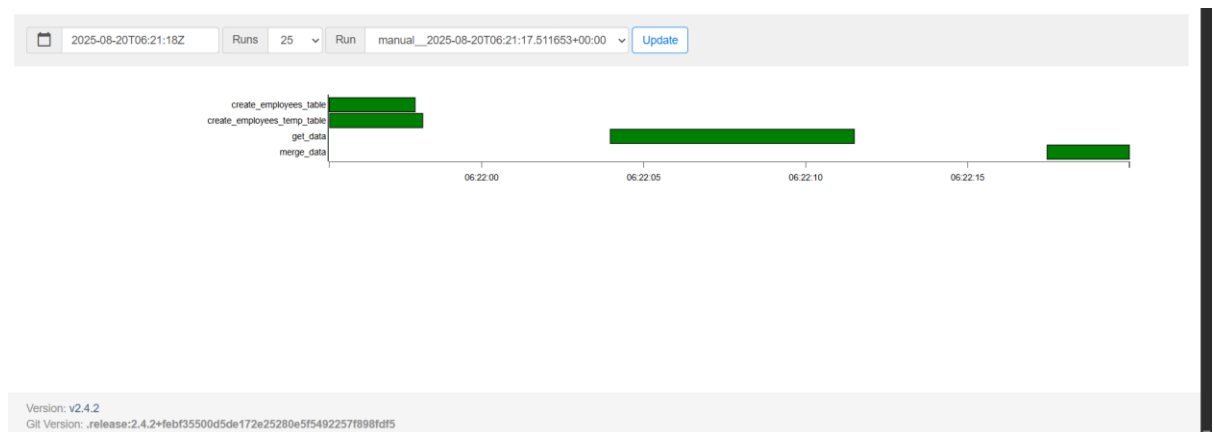 2025-08-20T06:21:18Z Runs 25 Run manual__2025-08-20T06:21:17.511653+00:00 Update
create_employees_table
create_employees_temp_table
get_data
merge_data
06:22:00 06:22:05 06:22:10 06:22:15
Version: v2.4.2
Git Version: .release:2.4.2+febf35500d5de172e25280e5f5492257f898fdf5